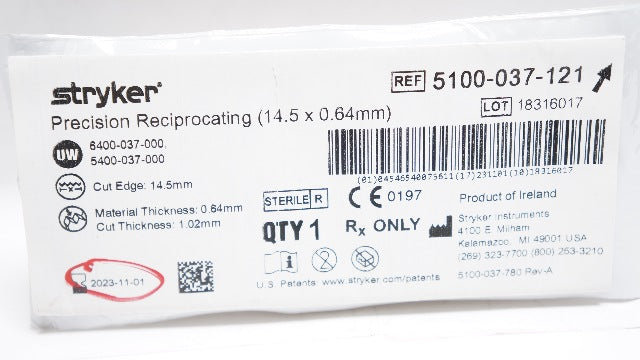 stryker
REF 5100-037-121
Precision Reciprocating (14.5 x 0.64mm)
LOT 18316017
UW 6400-037-000,
5400-037-000
(01)04546540075611(17)231101(10)18316017
Cut Edge: 14.5mm
STERILE R
CE 0197
Product of Ireland
Material Thickness: 0.64mm
Cut Thickness: 1.02mm
QTY 1
Rx ONLY
Stryker Instruments
4100 E. Milham
Kalamazoo, MI 49001 USA
(269) 323-7700 (800) 253-3210
2023-11-01
U.S. Patents: www.stryker.com/patents
5100-037-780 Rev-A